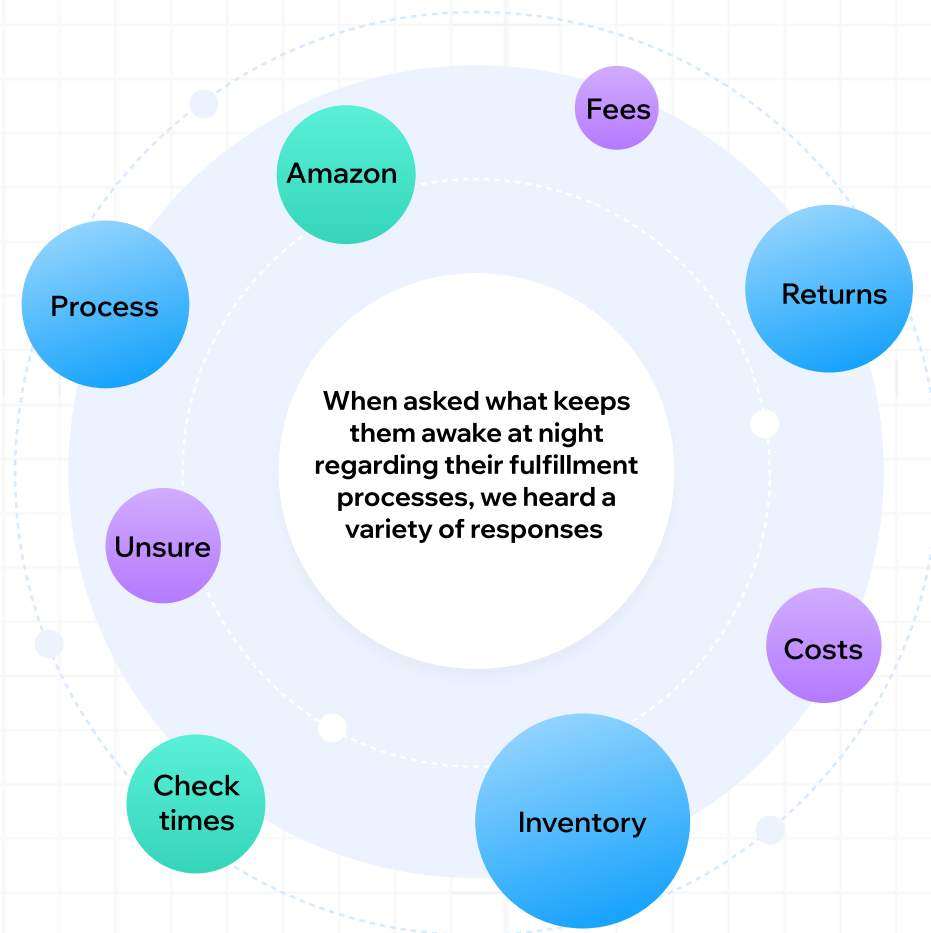 Fees
Amazon
Returns
Process
When asked what keeps
them awake at night
regarding their fulfillment
processes, we heard a
variety of responses
Unsure
Costs
Check
times
Inventory